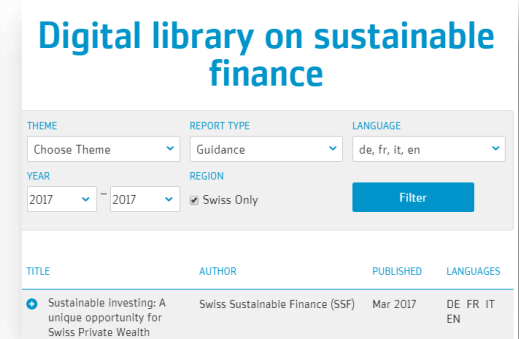 Digital library on sustainable
finance
THEME REPORT TYPE LANGUAGE
Choose Theme Guidance de, fr, it, en
YEAR REGION
2017 – 2017 Swiss Only Filter
TITLE AUTHOR PUBLISHED LANGUAGES
Sustainable investing: A Swiss Sustainable Finance (SSF) Mar 2017 DE FR IT
unique opportunity for EN
Swiss Private Wealth